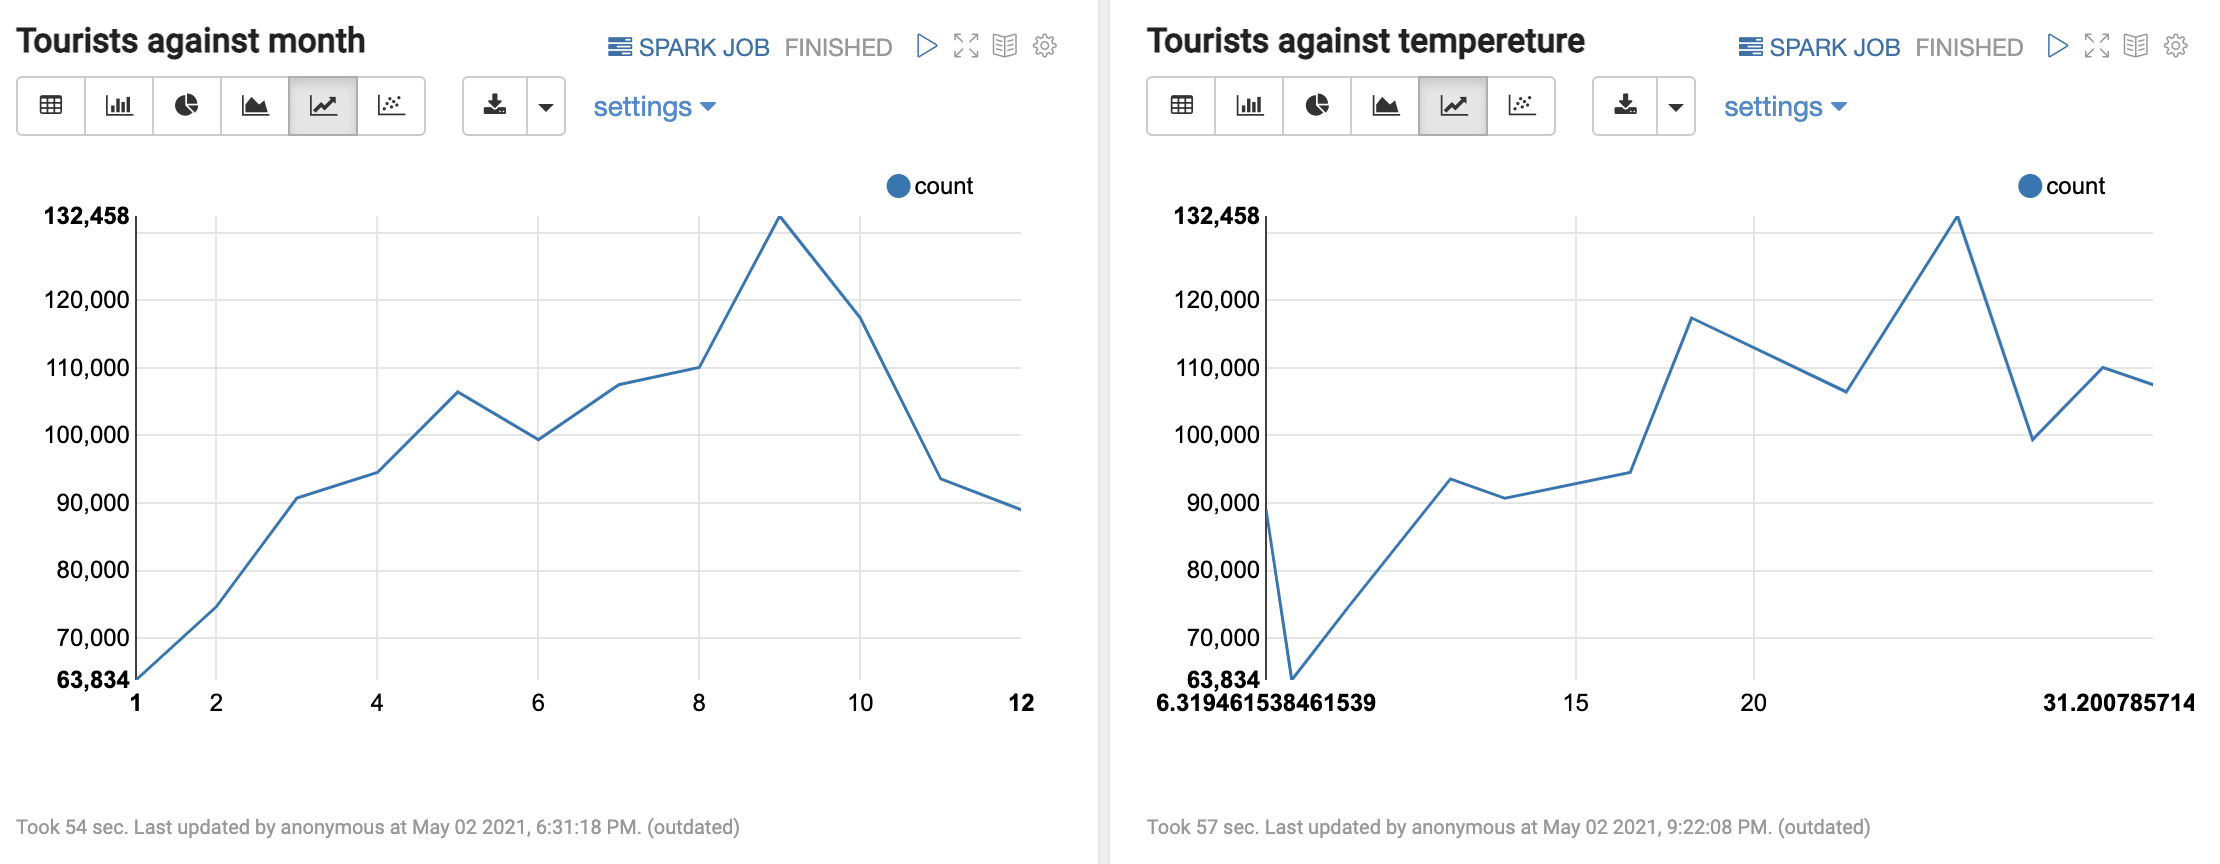 Tourists against month
SPARK JOB FINISHED
settings
count
132,458
120,000
110,000
100,000
90,000
80,000
70,000
63,834
1 2 4 6 8 10 12
Took 54 sec. Last updated by anonymous at May 02 2021, 6:31:18 PM. (outdated)
Tourists against tempereture
SPARK JOB FINISHED
settings
count
132,458
120,000
110,000
100,000
90,000
80,000
70,000
63,834
6.319461538461539 15 20 31.200785714
Took 57 sec. Last updated by anonymous at May 02 2021, 9:22:08 PM. (outdated)